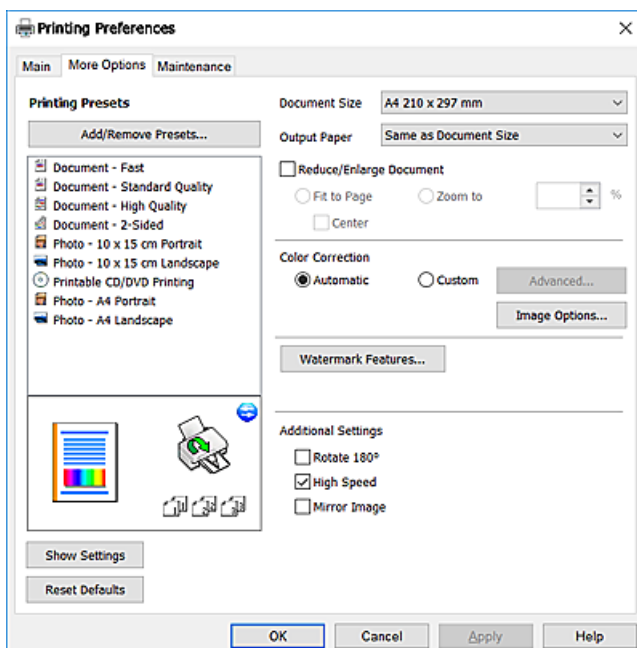 Printing Preferences
Main
More Options
Maintenance
Printing Presets
Add/Remove Presets...
Document - Fast
Document - Standard Quality
Document - High Quality
Document - 2-Sided
Photo - 10 x 15 cm Portrait
Photo - 10 x 15 cm Landscape
Printable CD/DVD Printing
Photo - A4 Portrait
Photo - A4 Landscape
Show Settings
Reset Defaults
Document Size
A4 210 x 297 mm
Output Paper
Same as Document Size
Reduce/Enlarge Document
Fit to Page
Zoom to
%
Center
Color Correction
Automatic
Custom
Advanced...
Image Options...
Watermark Features...
Additional Settings
Rotate 180°
High Speed
Mirror Image
OK
Cancel
Apply
Help